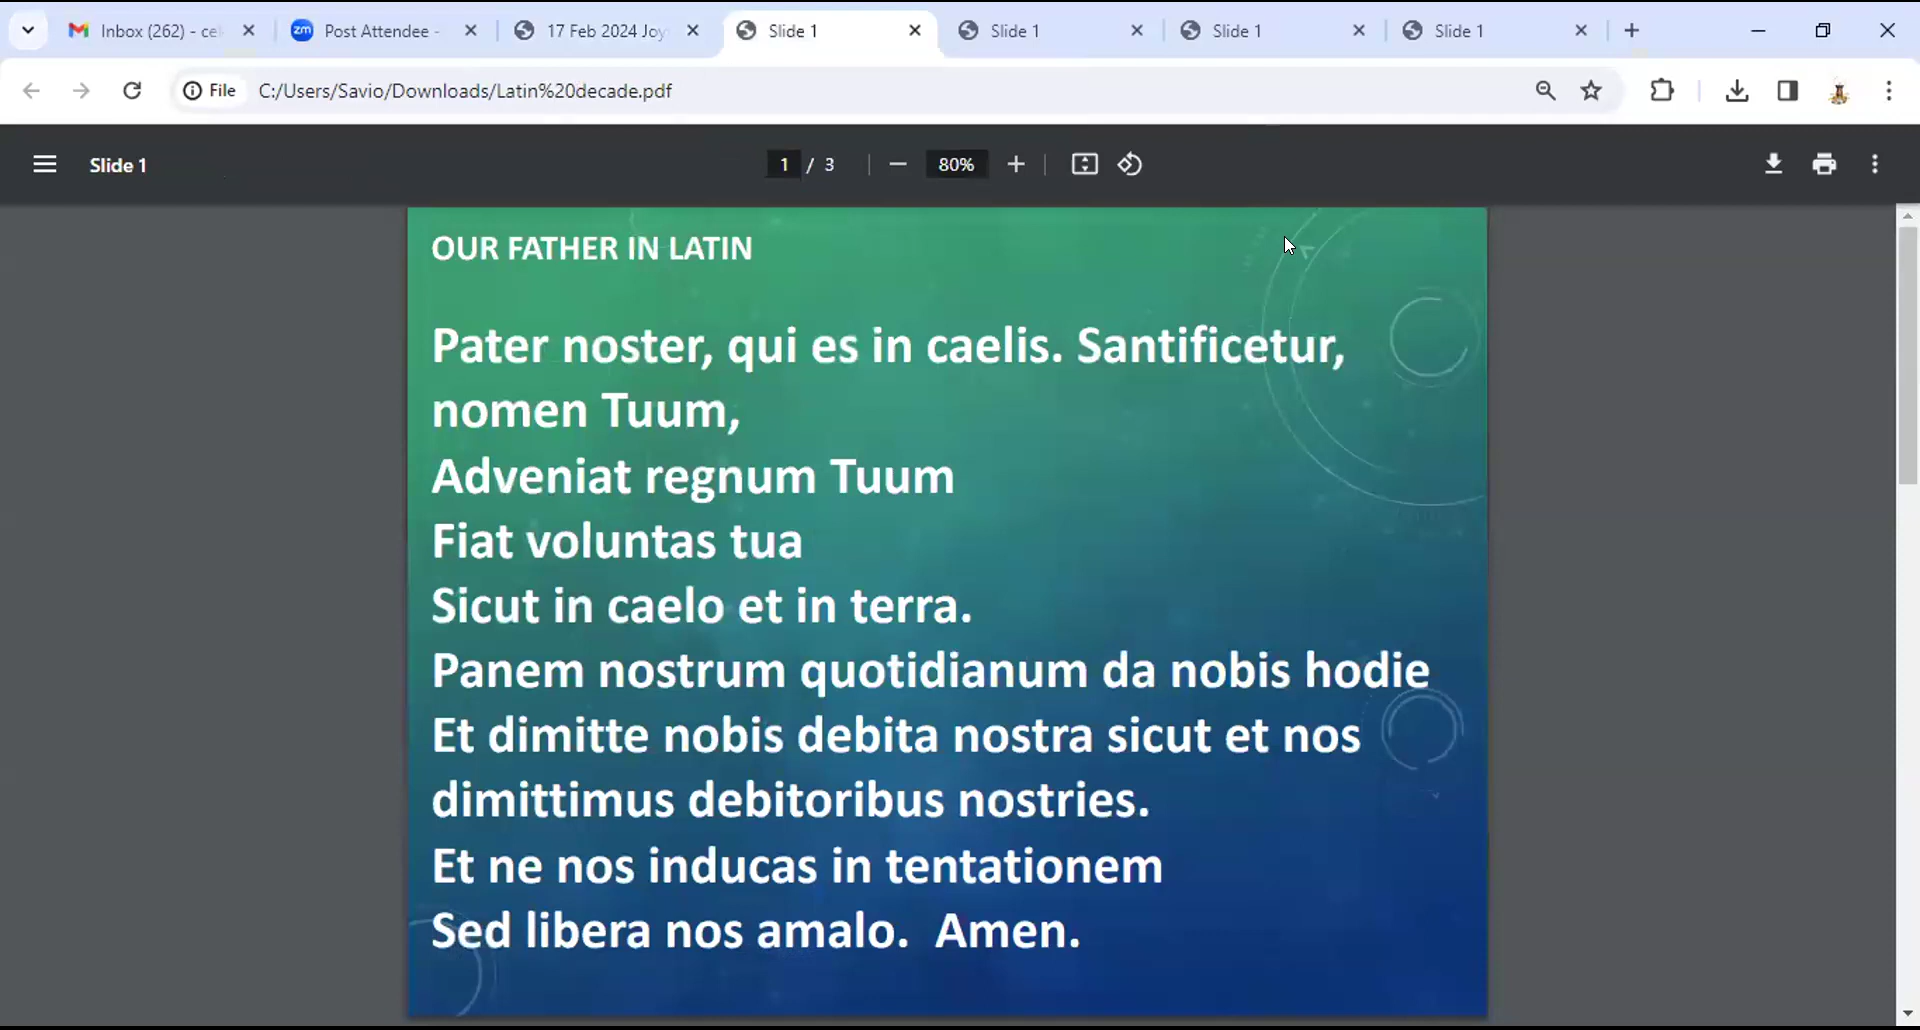 Inbox (262) - cel
Post Attendee -
17 Feb 2024 Joy
Slide 1
Slide 1
Slide 1
Slide 1
File
C:/Users/Savio/Downloads/Latin%20decade.pdf
Slide 1
1 / 3
80%
OUR FATHER IN LATIN
Pater noster, qui es in caelis. Santificetur,
nomen Tuum,
Adveniat regnum Tuum
Fiat voluntas tua
Sicut in caelo et in terra.
Panem nostrum quotidianum da nobis hodie
Et dimitte nobis debita nostra sicut et nos
dimittimus debitoribus nostries.
Et ne nos inducas in tentationem
Sed libera nos amalo. Amen.